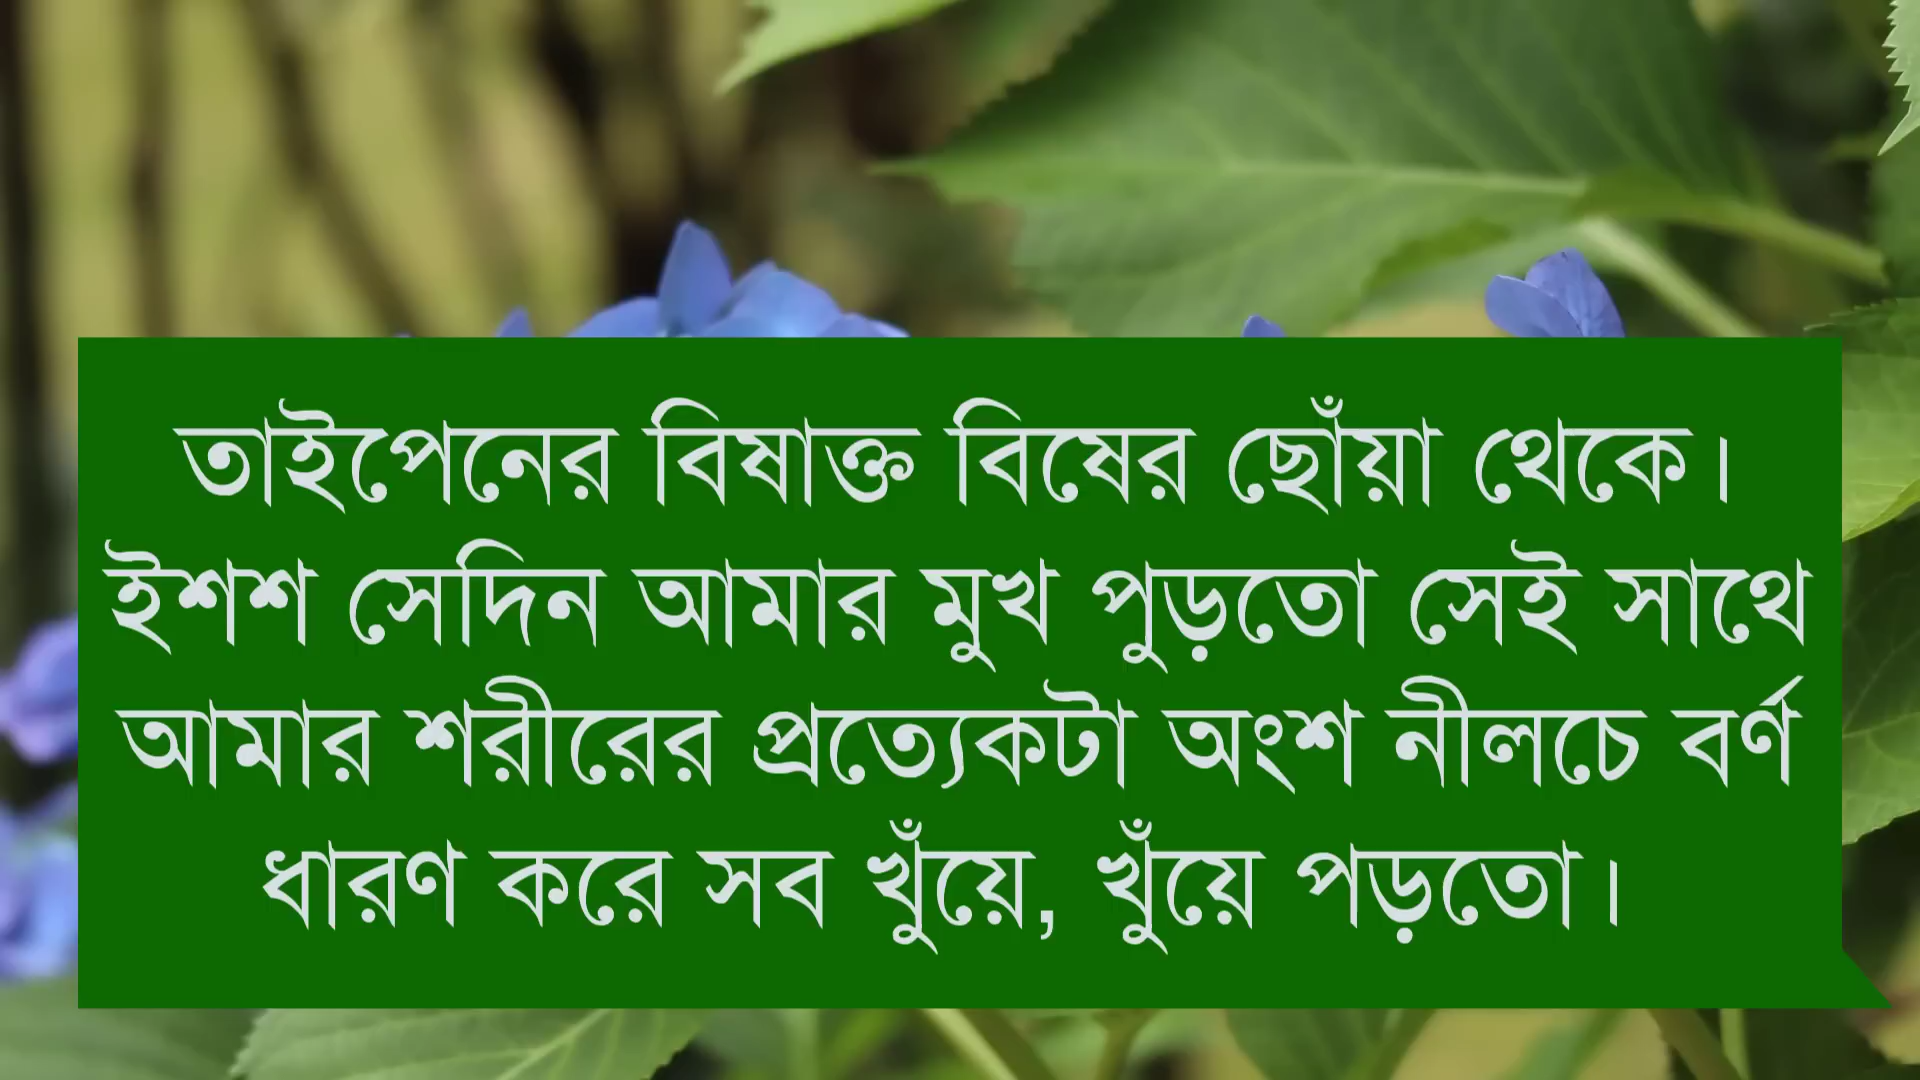 তাইপেনের বিষাক্ত বিষের ছোঁয়া থেকে।
ইশশ সেদিন আমার মুখ পুড়তো সেই সাথে
আমার শরীরের প্রত্যেকটা অংশ নীলচে বর্ণ
ধারণ করে সব খুঁয়ে, খুঁয়ে পড়তো।